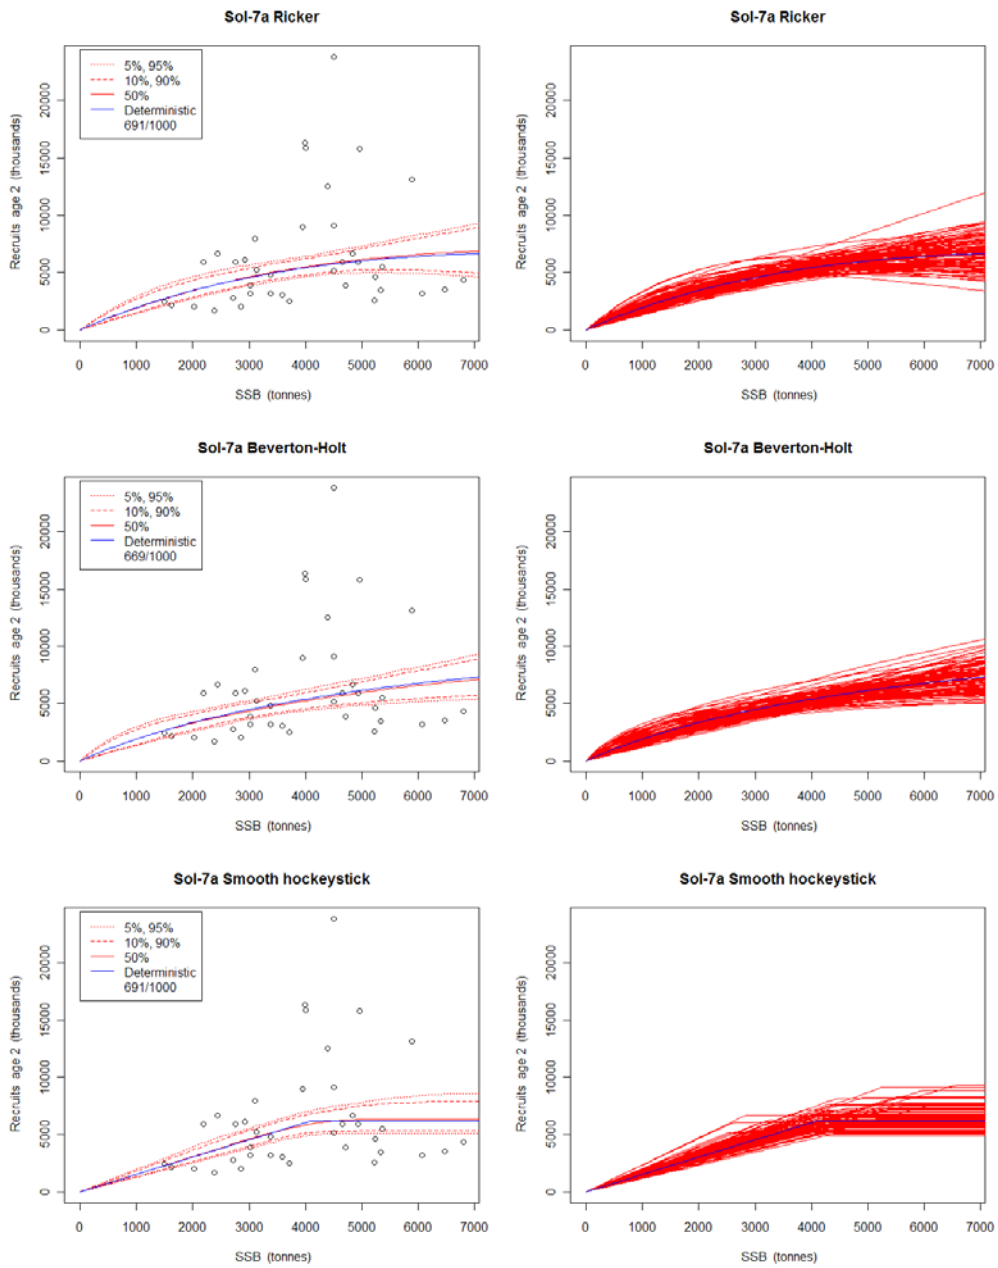 Sol-7a Ricker
5%, 95%
10%, 90%
50%
Deterministic
691/1000
Recruits age 2 (thousands)
0 5000 10000 15000 20000
0 1000 2000 3000 4000 5000 6000 7000
SSB (tonnes)
Sol-7a Ricker
Recruits age 2 (thousands)
0 5000 10000 15000 20000
0 1000 2000 3000 4000 5000 6000 7000
SSB (tonnes)
Sol-7a Beverton-Holt
5%, 95%
10%, 90%
50%
Deterministic
669/1000
Recruits age 2 (thousands)
0 5000 10000 15000 20000
0 1000 2000 3000 4000 5000 6000 7000
SSB (tonnes)
Sol-7a Beverton-Holt
Recruits age 2 (thousands)
0 5000 10000 15000 20000
0 1000 2000 3000 4000 5000 6000 7000
SSB (tonnes)
Sol-7a Smooth hockeystick
5%, 95%
10%, 90%
50%
Deterministic
691/1000
Recruits age 2 (thousands)
0 5000 10000 15000 20000
0 1000 2000 3000 4000 5000 6000 7000
SSB (tonnes)
Sol-7a Smooth hockeystick
Recruits age 2 (thousands)
0 5000 10000 15000 20000
0 1000 2000 3000 4000 5000 6000 7000
SSB (tonnes)